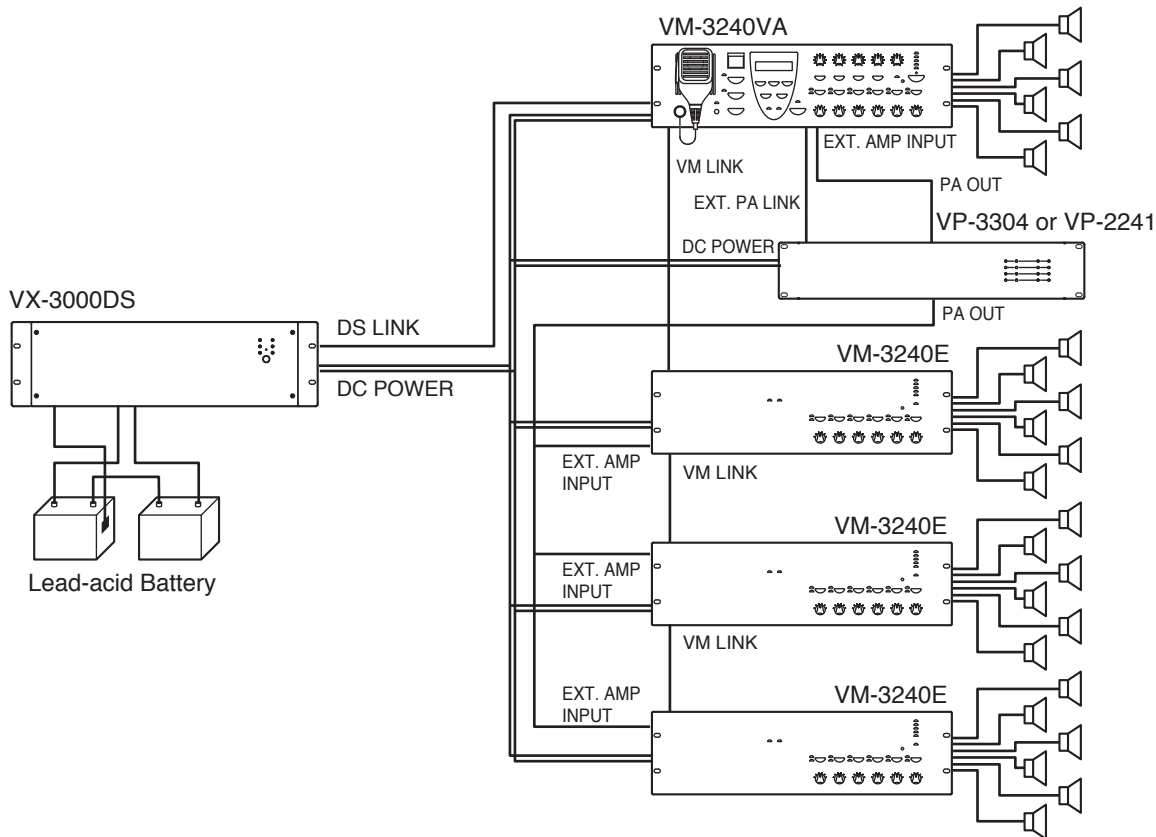 VM-3240VA
EXT. AMP INPUT
VM LINK
PA OUT
EXT. PA LINK
VP-3304 or VP-2241
DC POWER
VX-3000DS
PA OUT
DS LINK
VM-3240E
DC POWER
EXT. AMP
INPUT
VM LINK
VM-3240E
EXT. AMP
INPUT
Lead-acid Battery
VM LINK
EXT. AMP
INPUT
VM-3240E